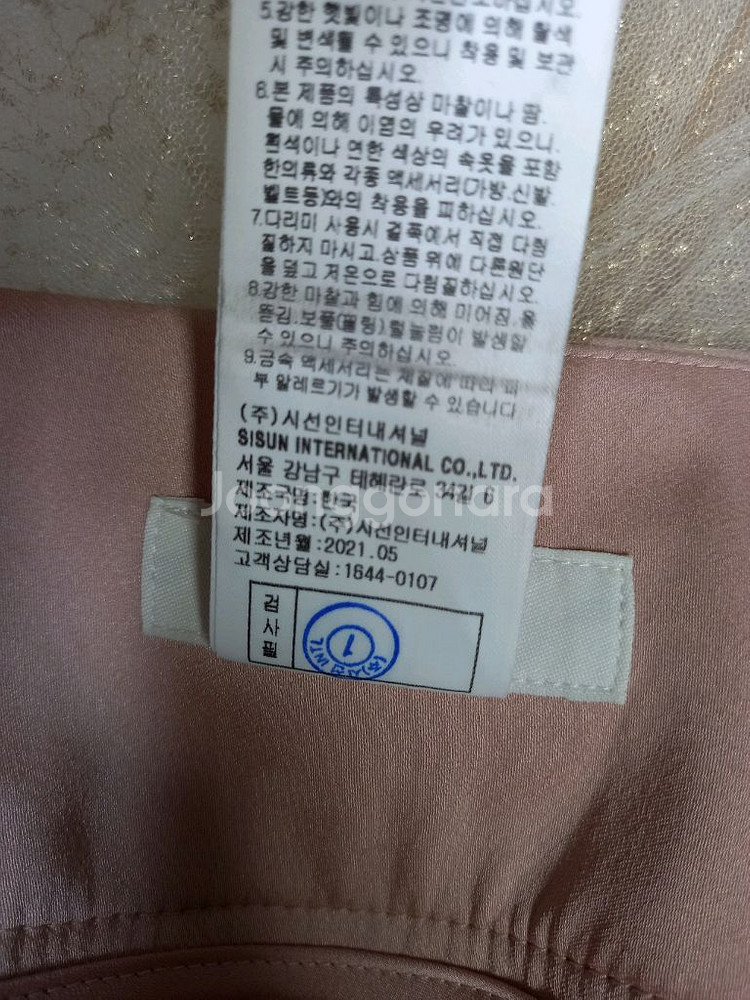 5.강한 햇빛이나 조명에 의해 탈색
및 변색될 수 있으니 착용 및 보관
시 주의하십시오.
6.본 제품의 특성상 마찰이나 땀.
물에 의해 이염의 우려가 있으니.
흰색이나 연한 색상의 속옷을 포함
한의류와 각종 액세서리(가방.신발.
벨트등)와의 착용을 피하십시오.
7.다리미 사용시 겉쪽에서 직접 다림
질하지 마시고.상품 위에 다른원단
을 덮고 저온으로 다림질하십시오.
8.강한 마찰과 힘에 의해 미어짐.올
뜯김.보풀(필링)털눌림이 발생할
수 있으니 주의하십시오.
9.금속 액세서리는 체질에 따라 피
부 알레르기가 발생할 수 있습니다
(주)시선인터내셔널
SISUN INTERNATIONAL CO.,LTD.
서울 강남구 테헤란로 34길 6
제조국명:한국
제조자명:(주)시선인터내셔널
제조년월:2021.05
고객상담실:1644-0107
검사필
1
(주)시선 INT'L
Joonggonara